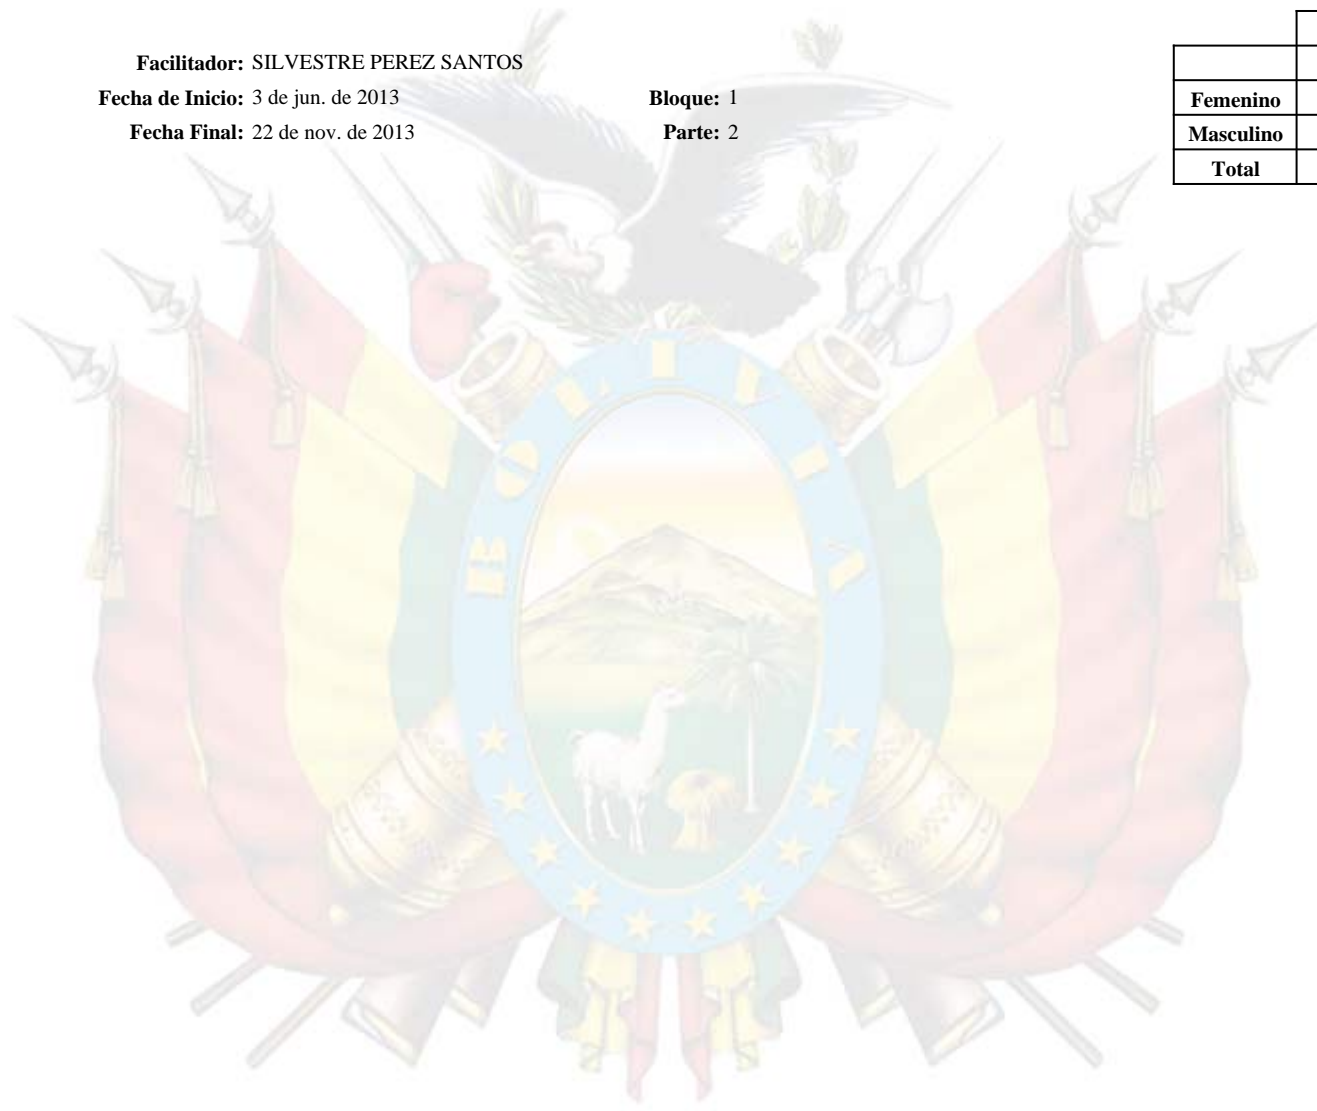 Facilitador: SILVESTRE PEREZ SANTOS
Fecha de Inicio: 3 de jun. de 2013 Bloque: 1
Fecha Final: 22 de nov. de 2013 Parte: 2
Femenino
Masculino
Total
BOLIVIA